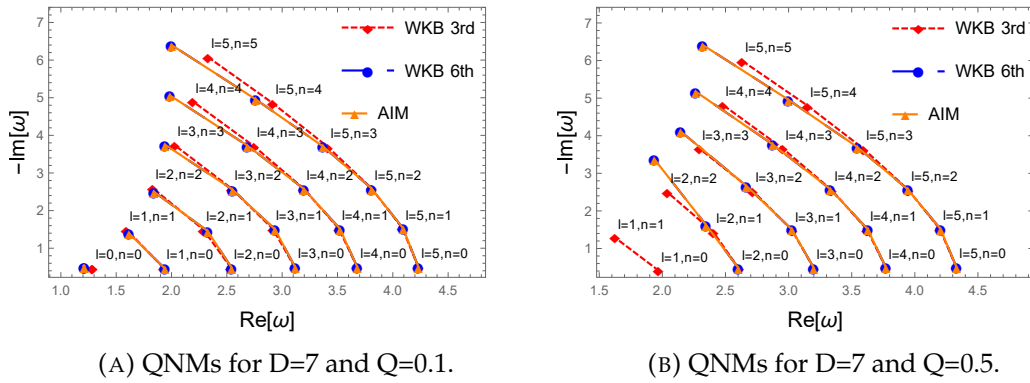 WKB 3rd
WKB 6th
AIM
l=5,n=5
l=5,n=4
l=4,n=4
l=5,n=3
l=4,n=3
l=3,n=3
l=5,n=2
l=4,n=2
l=3,n=2
l=2,n=2
l=5,n=1
l=4,n=1
l=3,n=1
l=2,n=1
l=1,n=1
l=5,n=0
l=4,n=0
l=3,n=0
l=2,n=0
l=1,n=0
l=0,n=0
7
6
5
4
3
2
1
-Im[ω]
1.0 1.5 2.0 2.5 3.0 3.5 4.0 4.5
Re[ω]
(A) QNMs for D=7 and Q=0.1.
WKB 3rd
WKB 6th
AIM
l=5,n=5
l=5,n=4
l=4,n=4
l=5,n=3
l=4,n=3
l=3,n=3
l=5,n=2
l=4,n=2
l=3,n=2
l=2,n=2
l=5,n=1
l=4,n=1
l=3,n=1
l=2,n=1
l=1,n=1
l=5,n=0
l=4,n=0
l=3,n=0
l=2,n=0
l=1,n=0
7
6
5
4
3
2
1
-Im[ω]
1.5 2.0 2.5 3.0 3.5 4.0 4.5
Re[ω]
(B) QNMs for D=7 and Q=0.5.